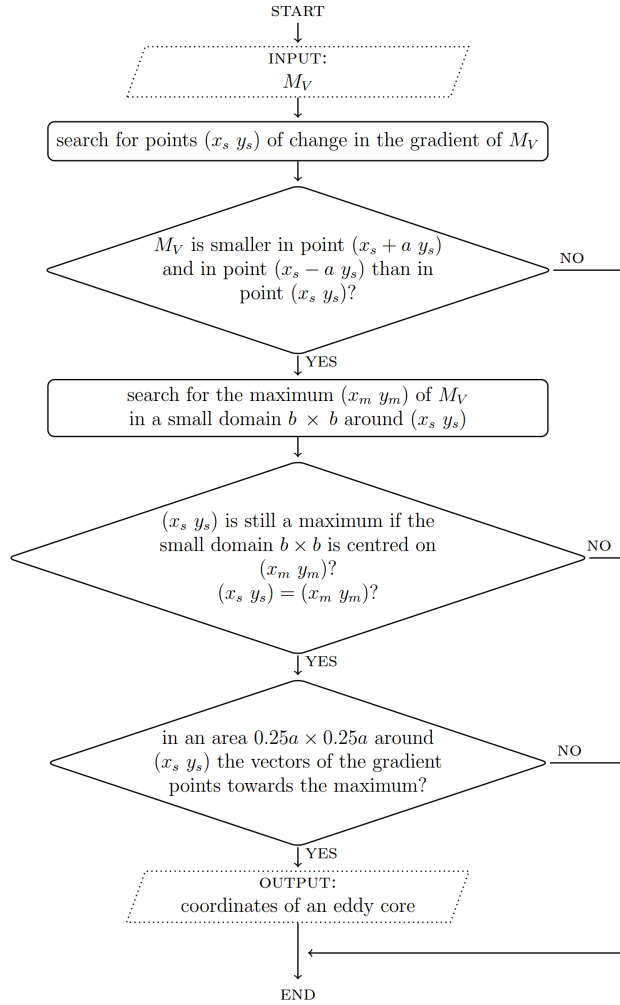 START
INPUT:
M_V
search for points (x_s y_s) of change in the gradient of M_V
M_V is smaller in point (x_s + a y_s)
and in point (x_s − a y_s) than in
point (x_s y_s)?
NO
YES
search for the maximum (x_m y_m) of M_V
in a small domain b × b around (x_s y_s)
(x_s y_s) is still a maximum if the
small domain b × b is centred on
(x_m y_m)?
(x_s y_s) = (x_m y_m)?
NO
YES
in an area 0.25a × 0.25a around
(x_s y_s) the vectors of the gradient
points towards the maximum?
NO
YES
OUTPUT:
coordinates of an eddy core
END